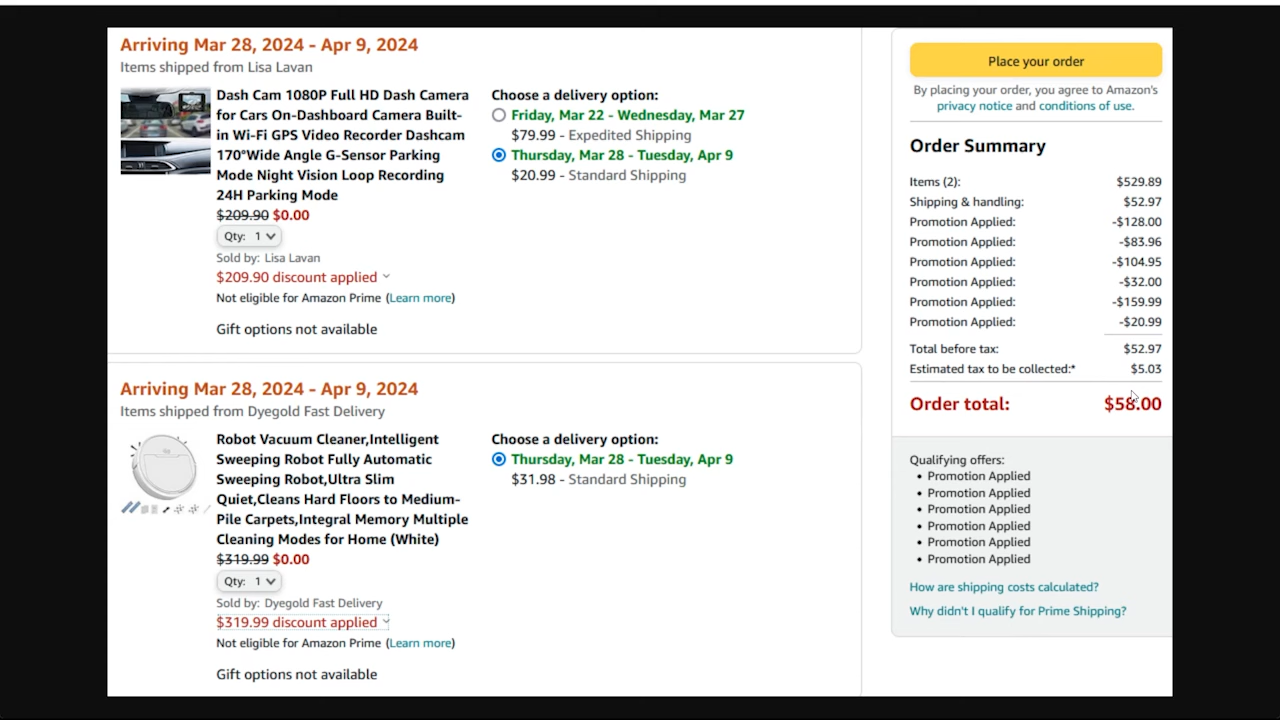 Arriving Mar 28, 2024 - Apr 9, 2024
Items shipped from Lisa Lavan
Dash Cam 1080P Full HD Dash Camera
for Cars On-Dashboard Camera Built-
in Wi-Fi GPS Video Recorder Dashcam
170°Wide Angle G-Sensor Parking
Mode Night Vision Loop Recording
24H Parking Mode
$209.90 $0.00
Qty: 1
Sold by: Lisa Lavan
$209.90 discount applied
Not eligible for Amazon Prime (Learn more)
Gift options not available
Choose a delivery option:
Friday, Mar 22 - Wednesday, Mar 27
$79.99 - Expedited Shipping
Thursday, Mar 28 - Tuesday, Apr 9
$20.99 - Standard Shipping
Arriving Mar 28, 2024 - Apr 9, 2024
Items shipped from Dyegold Fast Delivery
Robot Vacuum Cleaner,Intelligent
Sweeping Robot Fully Automatic
Sweeping Robot,Ultra Slim
Quiet,Cleans Hard Floors to Medium-
Pile Carpets,Integral Memory Multiple
Cleaning Modes for Home (White)
$319.99 $0.00
Qty: 1
Sold by: Dyegold Fast Delivery
$319.99 discount applied
Not eligible for Amazon Prime (Learn more)
Gift options not available
Choose a delivery option:
Thursday, Mar 28 - Tuesday, Apr 9
$31.98 - Standard Shipping
Place your order
By placing your order, you agree to Amazon's
privacy notice and conditions of use.
Order Summary
Items (2): $529.89
Shipping & handling: $52.97
Promotion Applied: -$128.00
Promotion Applied: -$83.96
Promotion Applied: -$104.95
Promotion Applied: -$32.00
Promotion Applied: -$159.99
Promotion Applied: -$20.99
Total before tax: $52.97
Estimated tax to be collected:* $5.03
Order total: $58.00
Qualifying offers:
• Promotion Applied
• Promotion Applied
• Promotion Applied
• Promotion Applied
• Promotion Applied
• Promotion Applied
How are shipping costs calculated?
Why didn't I qualify for Prime Shipping?